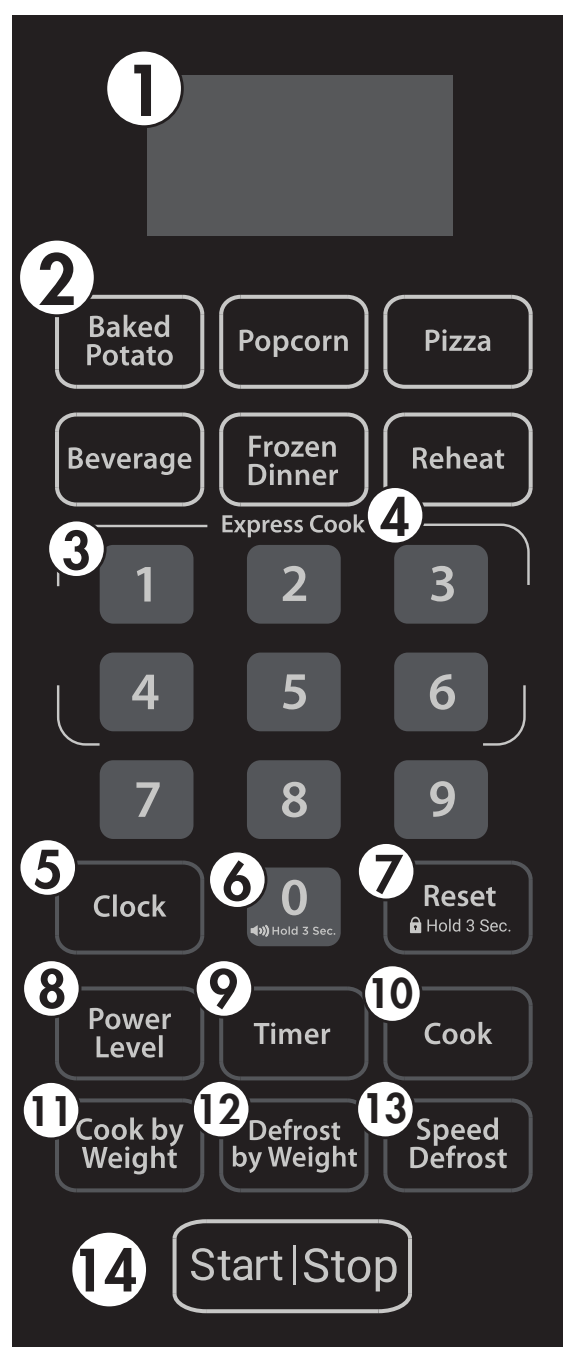 1
2
Baked
Potato
Popcorn
Pizza
Beverage
Frozen
Dinner
Reheat
Express Cook
4
3
1
2
3
4
5
6
7
8
9
5
Clock
6
0
Hold 3 Sec.
7
Reset
Hold 3 Sec.
8
Power
Level
9
Timer
10
Cook
11
Cook by
Weight
12
Defrost
by Weight
13
Speed
Defrost
14
Start|Stop